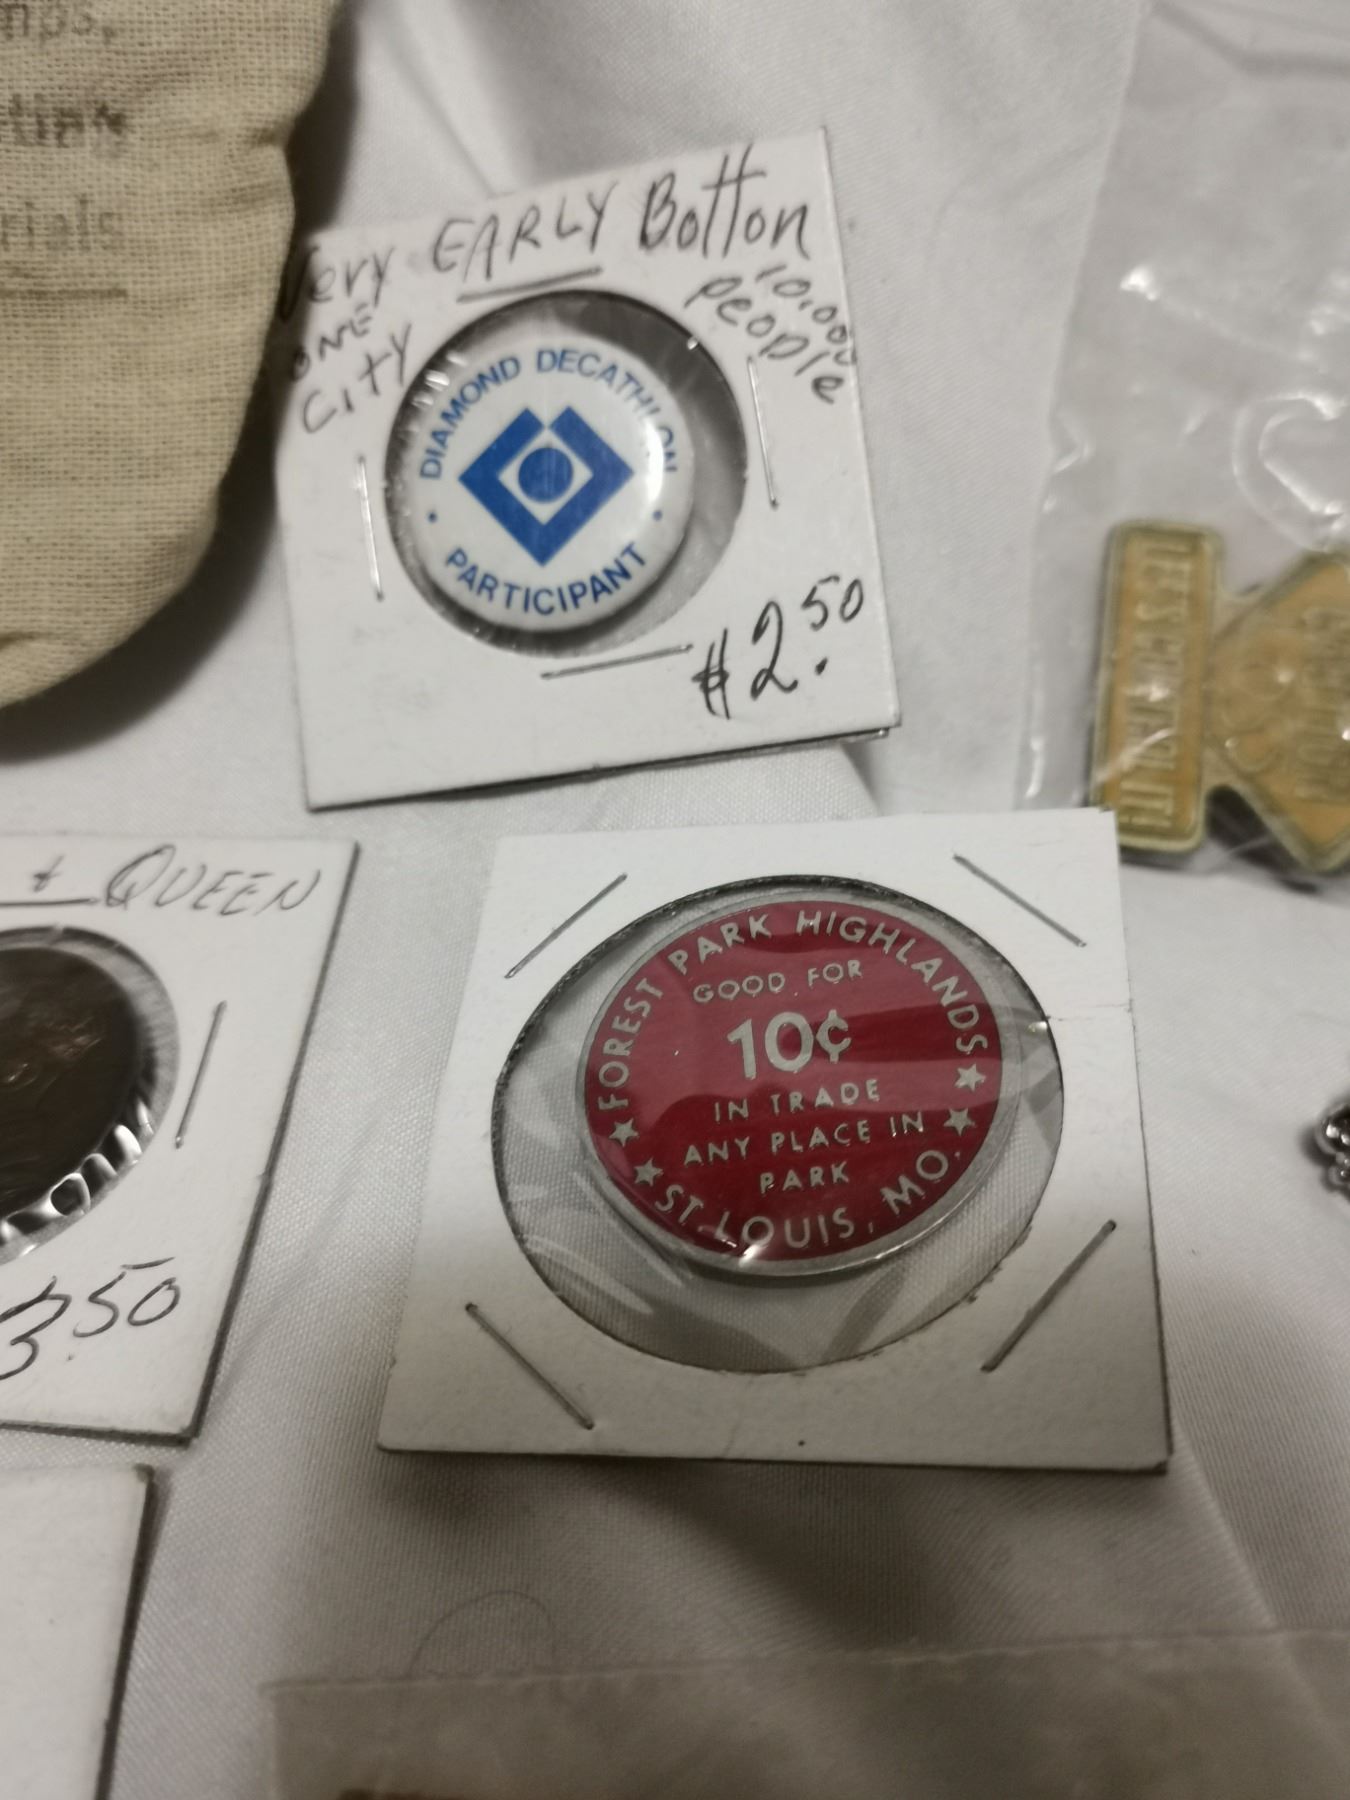 rials
Very EARLY Botton
ONE
City
10,000
people
DIAMOND DECATHLON
• PARTICIPANT •
$2.50
+ QUEEN
3.50
FOREST PARK HIGHLANDS
GOOD FOR
10¢
IN TRADE
ANY PLACE IN
PARK
ST. LOUIS, MO.